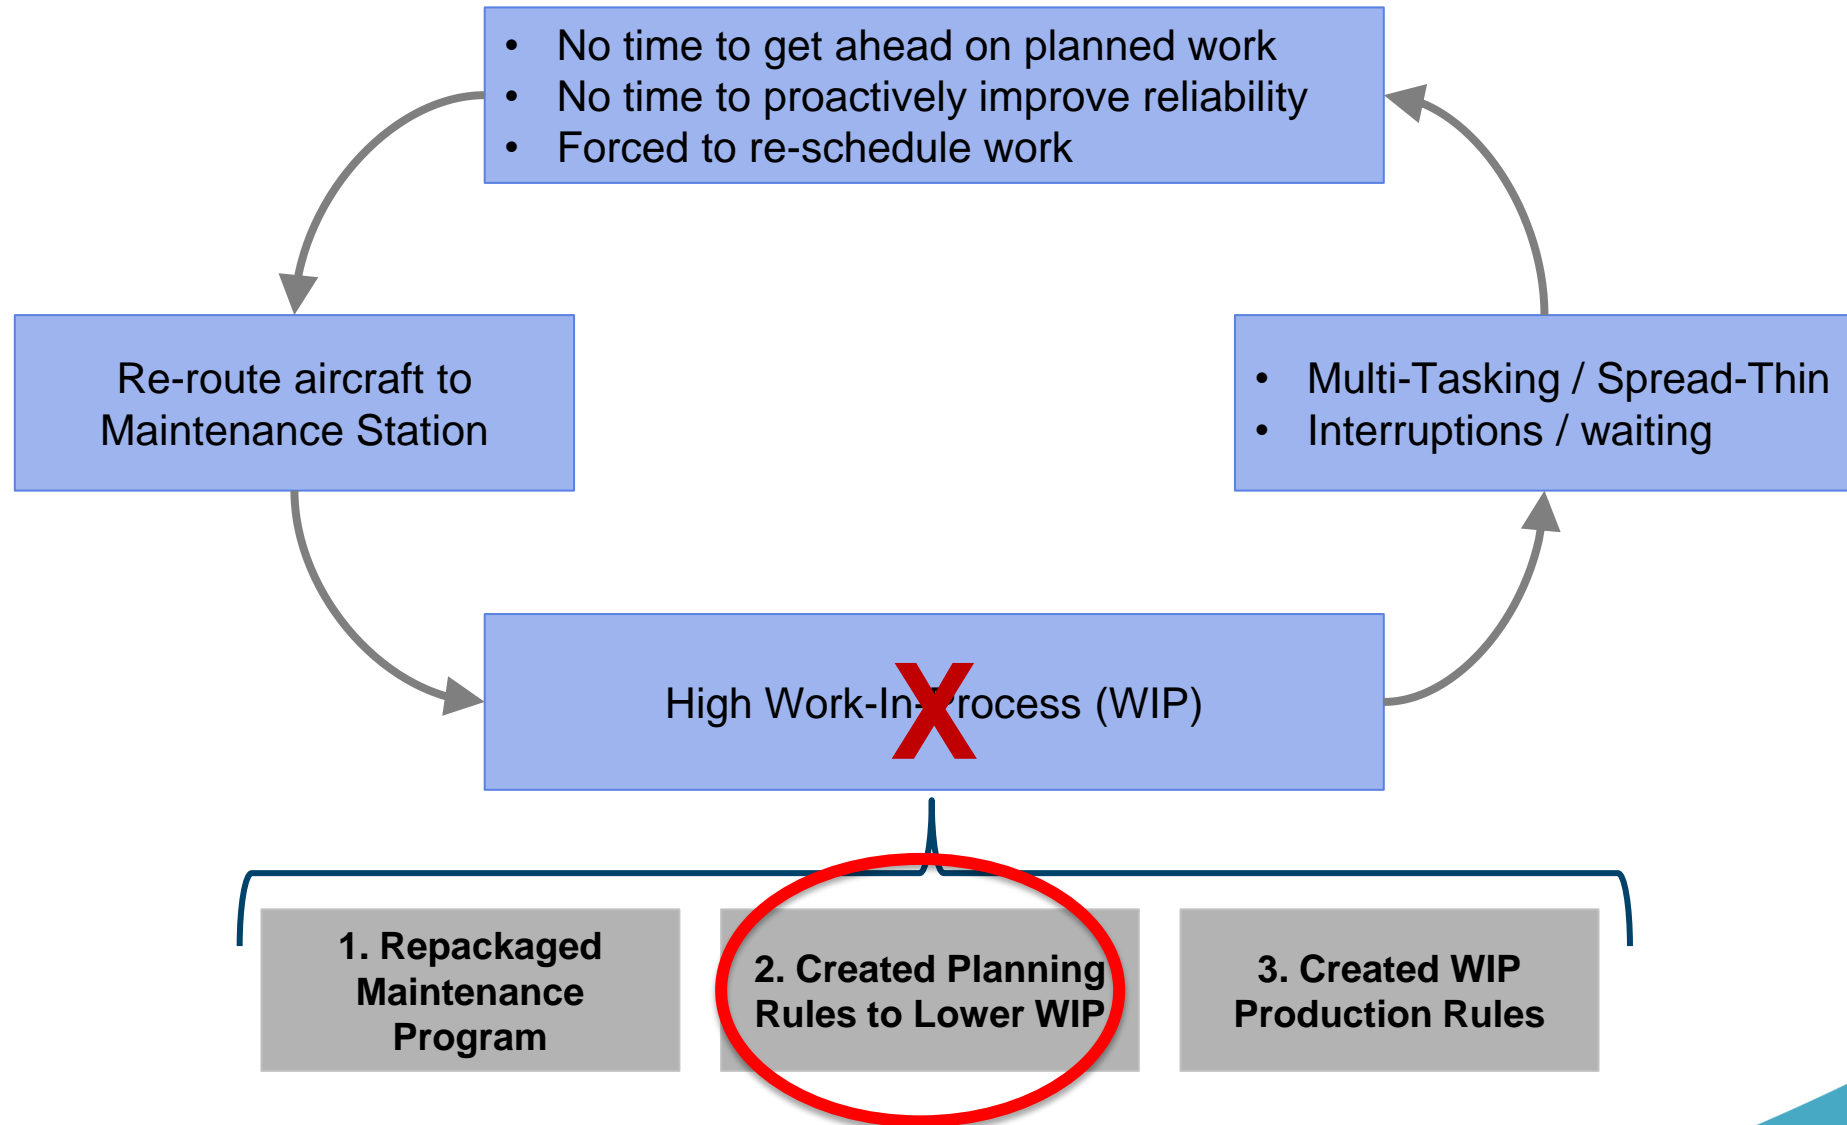 • No time to get ahead on planned work
• No time to proactively improve reliability
• Forced to re-schedule work
Re-route aircraft to
Maintenance Station
• Multi-Tasking / Spread-Thin
• Interruptions / waiting
High Work-In-Process (WIP)
X
1. Repackaged
Maintenance
Program
2. Created Planning
Rules to Lower WIP
3. Created WIP
Production Rules